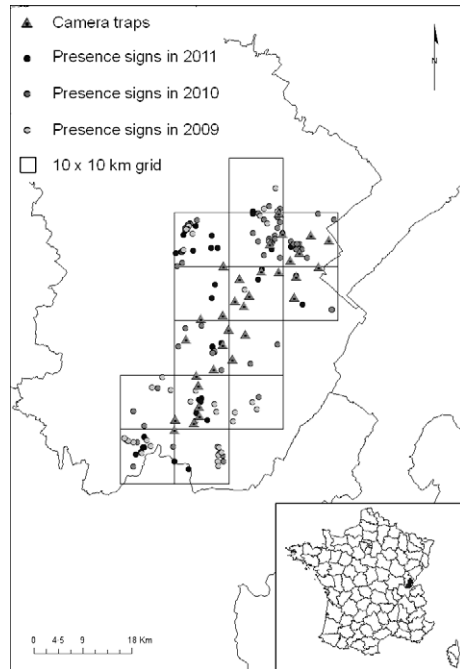 Camera traps
Presence signs in 2011
Presence signs in 2010
Presence signs in 2009
10 x 10 km grid
N
0 4.5 9 18 Km